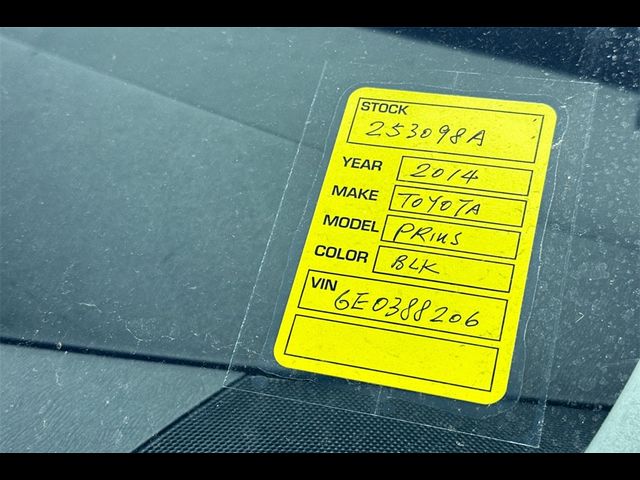 STOCK
253098A
YEAR 2014
MAKE TOYOTA
MODEL PRIUS
COLOR BLK
VIN 6E0388206